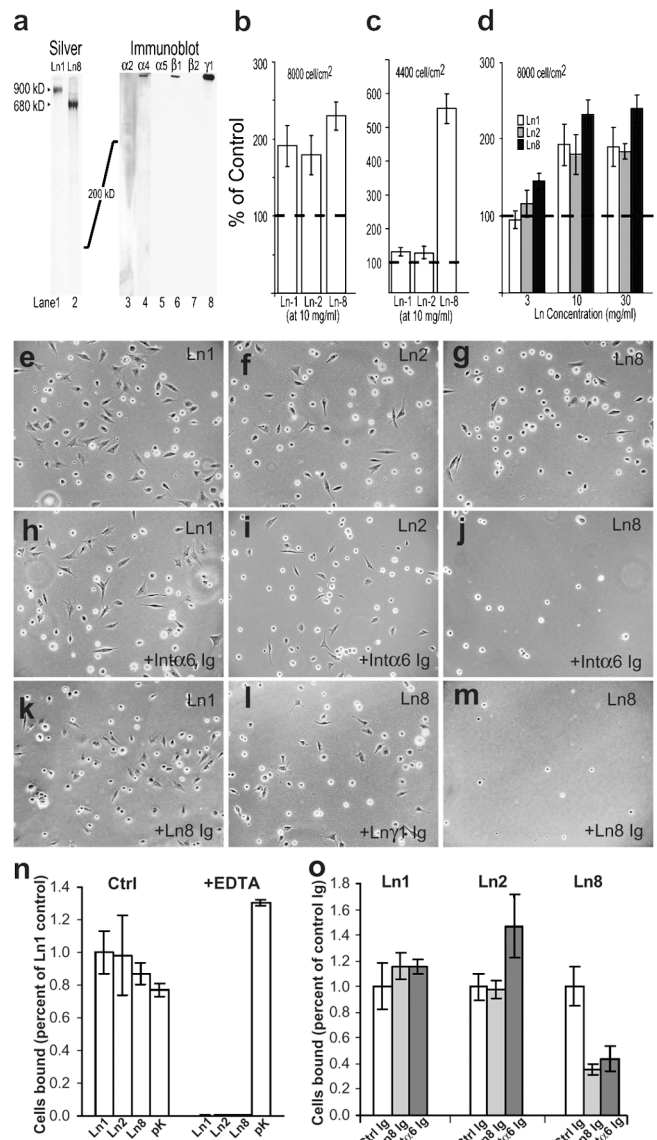 a
b
c
d
Silver
Immunoblot
Ln1 Ln8
α2 α4 α5 β1 β2 γ1
900 kD
680 kD
200 kD
Lane1 2 3 4 5 6 7 8
% of Control
300
200
100
8000 cell/cm²
Ln-1 Ln-2 Ln-8
(at 10 mg/ml)
600
500
400
300
200
100
4400 cell/cm²
Ln-1 Ln-2 Ln-8
(at 10 mg/ml)
300
200
100
8000 cell/cm²
Ln1
Ln2
Ln8
3 10 30
Ln Concentration (mg/ml)
e Ln1
f Ln2
g Ln8
h Ln1
+Intα6 Ig
i Ln2
+Intα6 Ig
j Ln8
+Intα6 Ig
k Ln1
+Ln8 Ig
l Ln8
+Lnγ1 Ig
m Ln8
+Ln8 Ig
n
Ctrl +EDTA
Cells bound (percent of Ln1 control)
1.4
1.2
1.0
0.8
0.6
0.4
0.2
0.0
Ln1 Ln2 Ln8 pK Ln1 Ln2 Ln8 pK
o
Ln1 Ln2 Ln8
Cells bound (percent of control Ig)
1.8
1.6
1.4
1.2
1.0
0.8
0.6
0.4
0.2
0.0